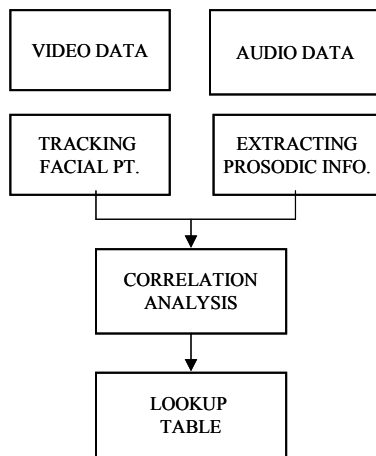 VIDEO DATA
AUDIO DATA
TRACKING
FACIAL PT.
EXTRACTING
PROSODIC INFO.
CORRELATION
ANALYSIS
LOOKUP
TABLE